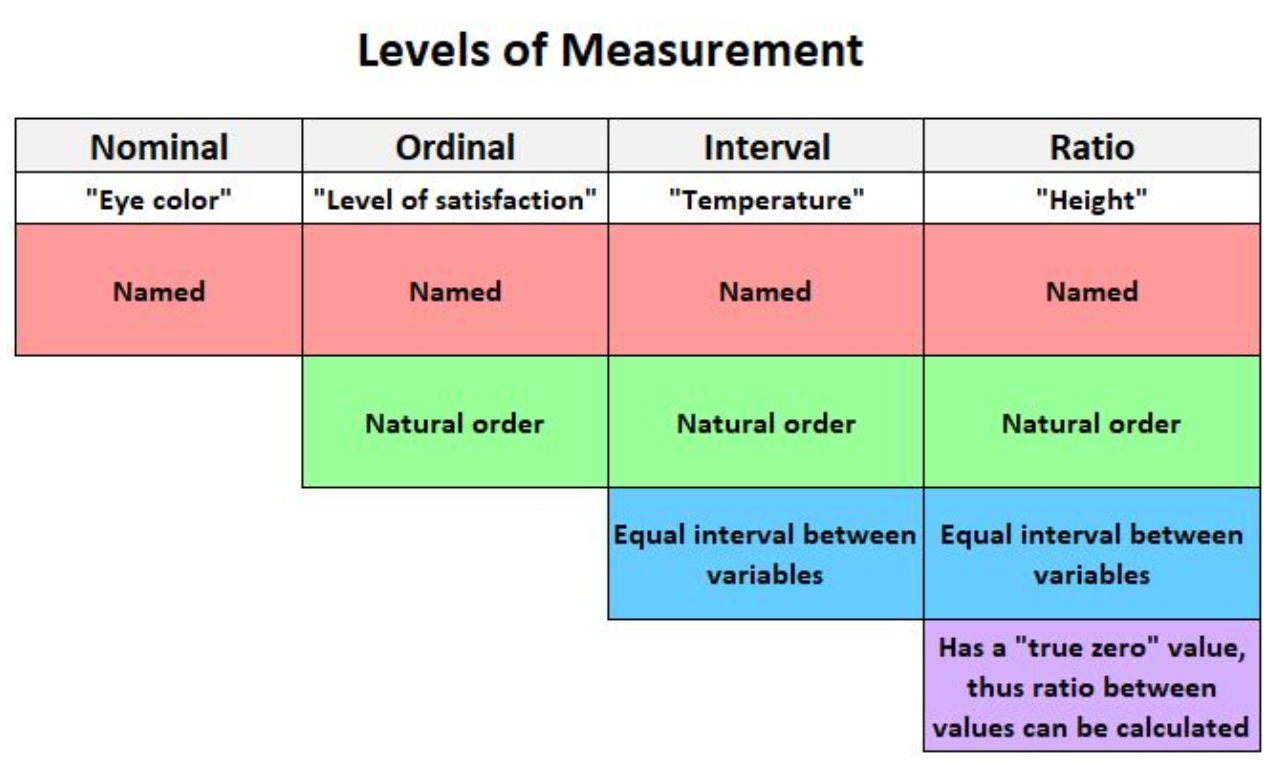 Levels of Measurement
Nominal Ordinal Interval Ratio
"Eye color" "Level of satisfaction" "Temperature" "Height"
Named Named Named Named
Natural order Natural order Natural order
Equal interval between Equal interval between
variables variables
Has a "true zero" value,
thus ratio between
values can be calculated